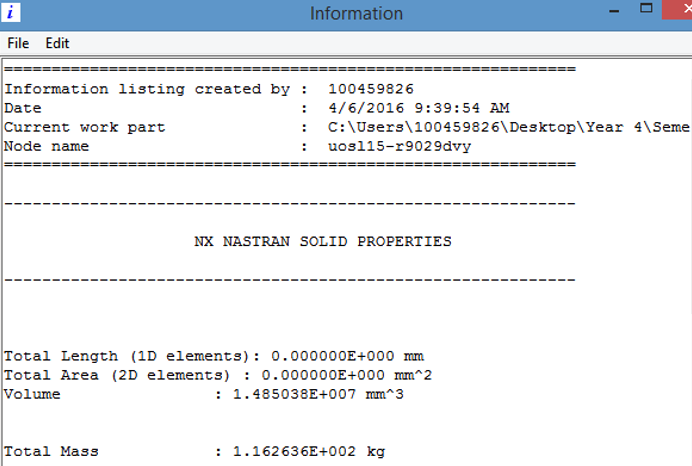 Information
File Edit
============================================================
Information listing created by : 100459826
Date : 4/6/2016 9:39:54 AM
Current work part : C:\Users\100459826\Desktop\Year 4\Seme
Node name : uosl15-r9029dvy
============================================================
------------------------------------------------------------
NX NASTRAN SOLID PROPERTIES
------------------------------------------------------------
Total Length (1D elements): 0.000000E+000 mm
Total Area (2D elements) : 0.000000E+000 mm^2
Volume : 1.485038E+007 mm^3
Total Mass : 1.162636E+002 kg